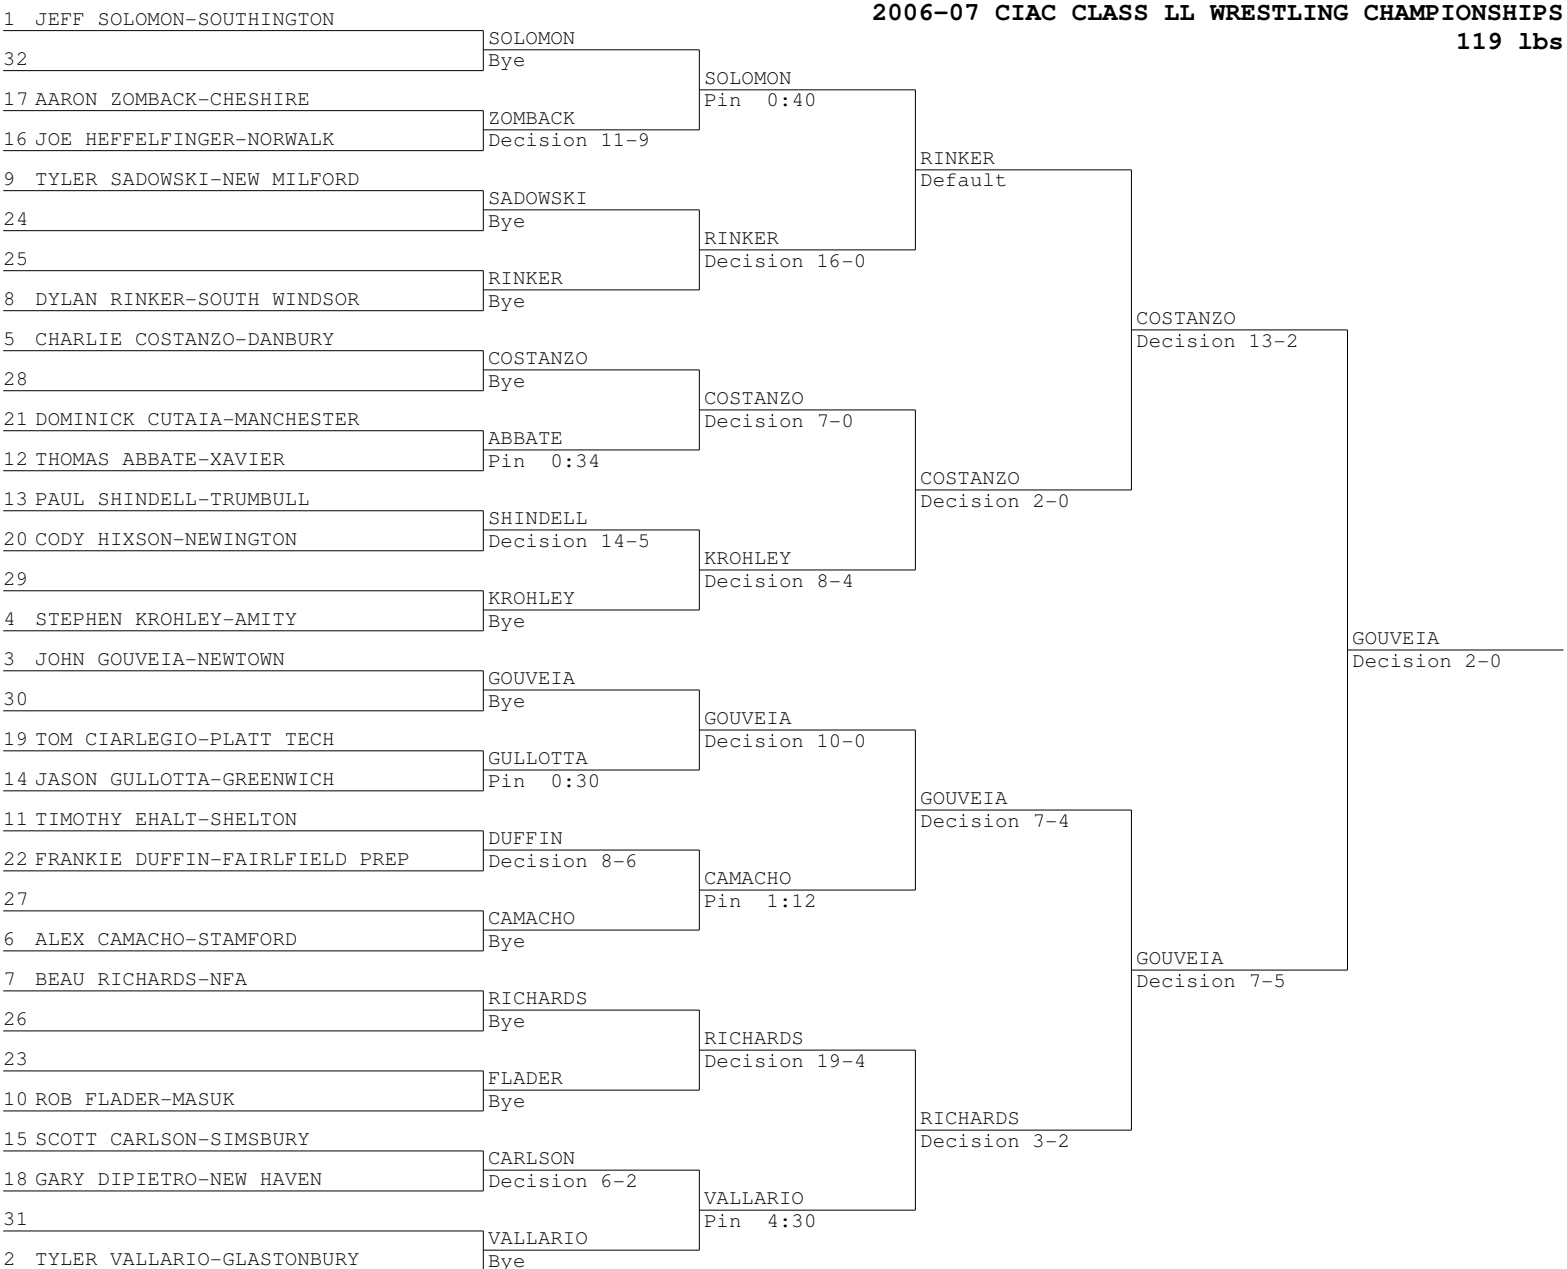 2006-07 CIAC CLASS LL WRESTLING CHAMPIONSHIPS
119 lbs
1 JEFF SOLOMON-SOUTHINGTON
32
17 AARON ZOMBACK-CHESHIRE
16 JOE HEFFELFINGER-NORWALK
9 TYLER SADOWSKI-NEW MILFORD
24
25
8 DYLAN RINKER-SOUTH WINDSOR
5 CHARLIE COSTANZO-DANBURY
28
21 DOMINICK CUTAIA-MANCHESTER
12 THOMAS ABBATE-XAVIER
13 PAUL SHINDELL-TRUMBULL
20 CODY HIXSON-NEWINGTON
29
4 STEPHEN KROHLEY-AMITY
3 JOHN GOUVEIA-NEWTOWN
30
19 TOM CIARLEGIO-PLATT TECH
14 JASON GULLOTTA-GREENWICH
11 TIMOTHY EHALT-SHELTON
22 FRANKIE DUFFIN-FAIRLFIELD PREP
27
6 ALEX CAMACHO-STAMFORD
7 BEAU RICHARDS-NFA
26
23
10 ROB FLADER-MASUK
15 SCOTT CARLSON-SIMSBURY
18 GARY DIPIETRO-NEW HAVEN
31
2 TYLER VALLARIO-GLASTONBURY
SOLOMON
Bye
ZOMBACK
Decision 11-9
SADOWSKI
Bye
RINKER
Bye
COSTANZO
Bye
ABBATE
Pin 0:34
SHINDELL
Decision 14-5
KROHLEY
Bye
GOUVEIA
Bye
GULLOTTA
Pin 0:30
DUFFIN
Decision 8-6
CAMACHO
Bye
RICHARDS
Bye
FLADER
Bye
CARLSON
Decision 6-2
VALLARIO
Bye
SOLOMON
Pin 0:40
RINKER
Decision 16-0
COSTANZO
Decision 7-0
KROHLEY
Decision 8-4
GOUVEIA
Decision 10-0
CAMACHO
Pin 1:12
RICHARDS
Decision 19-4
VALLARIO
Pin 4:30
RINKER
Default
COSTANZO
Decision 2-0
GOUVEIA
Decision 7-4
RICHARDS
Decision 3-2
COSTANZO
Decision 13-2
GOUVEIA
Decision 7-5
GOUVEIA
Decision 2-0